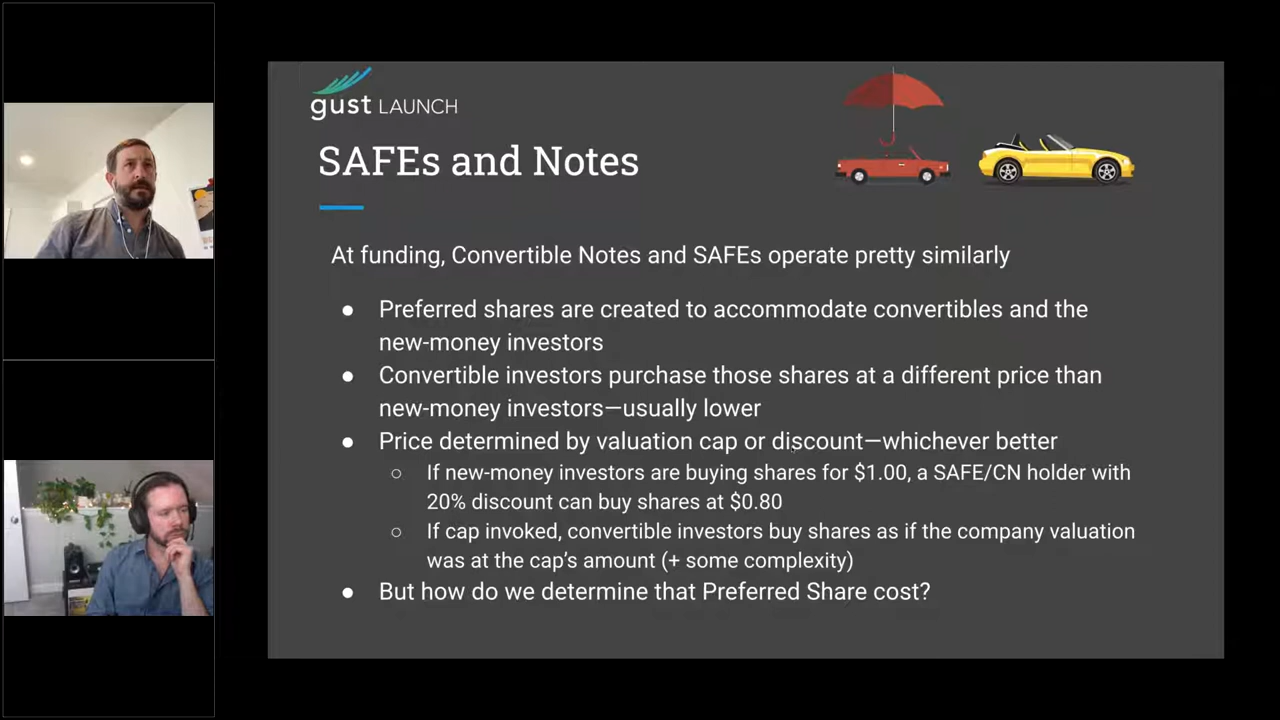 gust LAUNCH
SAFEs and Notes
At funding, Convertible Notes and SAFEs operate pretty similarly
● Preferred shares are created to accommodate convertibles and the
new-money investors
● Convertible investors purchase those shares at a different price than
new-money investors—usually lower
● Price determined by valuation cap or discount—whichever better
○ If new-money investors are buying shares for $1.00, a SAFE/CN holder with
20% discount can buy shares at $0.80
○ If cap invoked, convertible investors buy shares as if the company valuation
was at the cap's amount (+ some complexity)
● But how do we determine that Preferred Share cost?